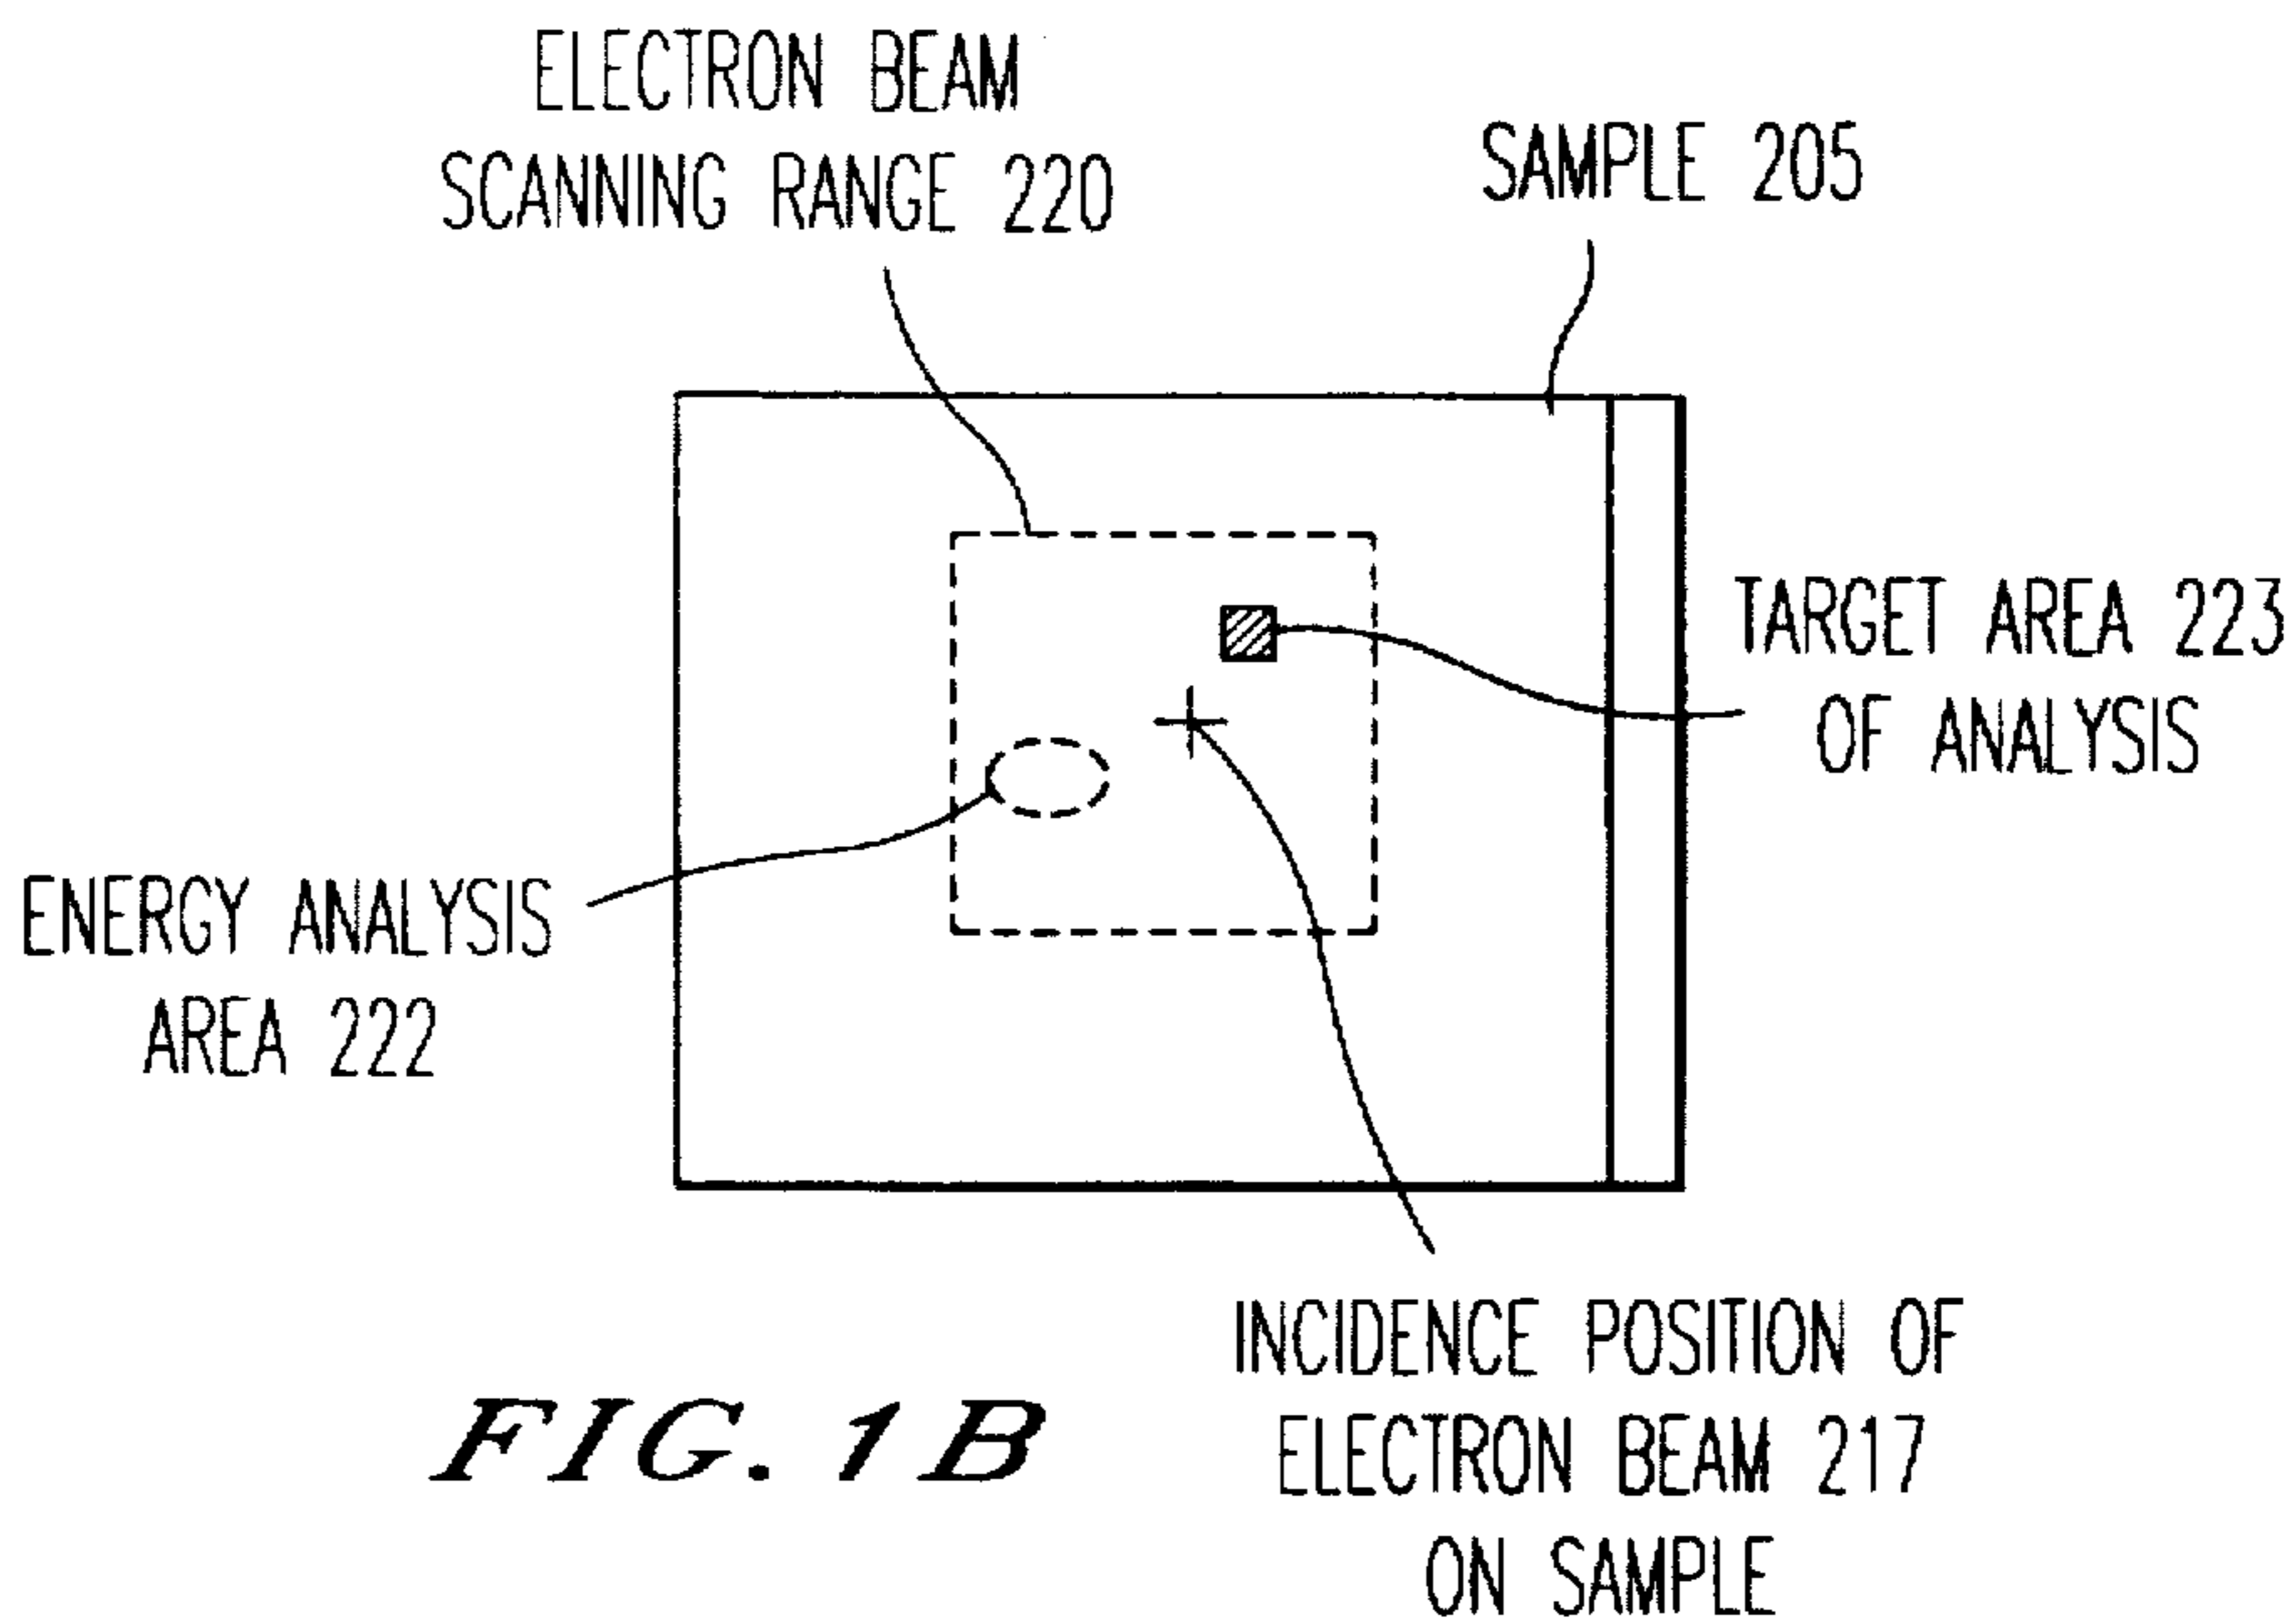 ELECTRON BEAM
SCANNING RANGE 220
SAMPLE 205
TARGET AREA 223
OF ANALYSIS
ENERGY ANALYSIS
AREA 222
INCIDENCE POSITION OF
ELECTRON BEAM 217
ON SAMPLE
FIG. 1B